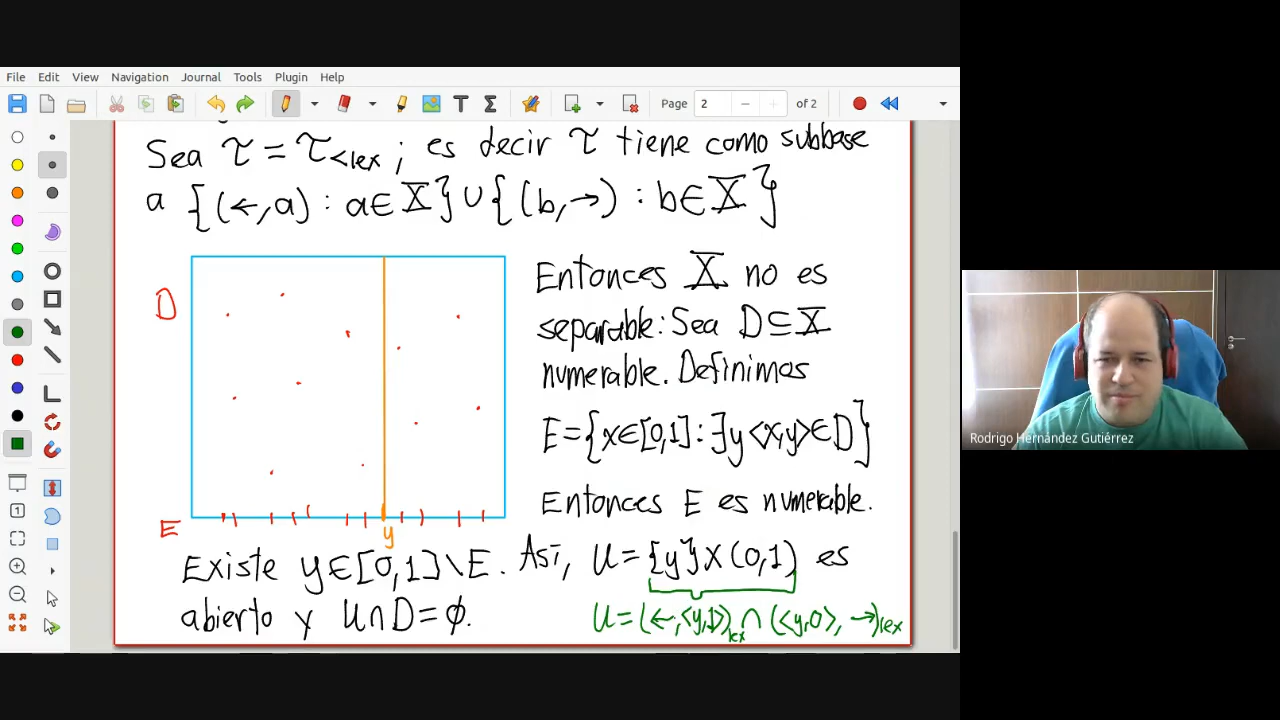 File Edit View Navigation Journal Tools Plugin Help
Page 2 of 2
Sea τ = τ<lex ; es decir τ tiene como subbase
a {(←,a) : a∈X} ∪ {(b,→) : b∈X}
D
E
y
Entonces X no es
separable: Sea D⊆X
numerable. Definimos
E={x∈[0,1] : ∃y <x,y>∈D}
Entonces E es numerable.
Existe y∈[0,1]\E. Así, U = {y}×(0,1) es
abierto y U∩D=∅.
U=(←,<y,1>)lex ∩ (<y,0>,→)lex
Rodrigo Hernández Gutiérrez